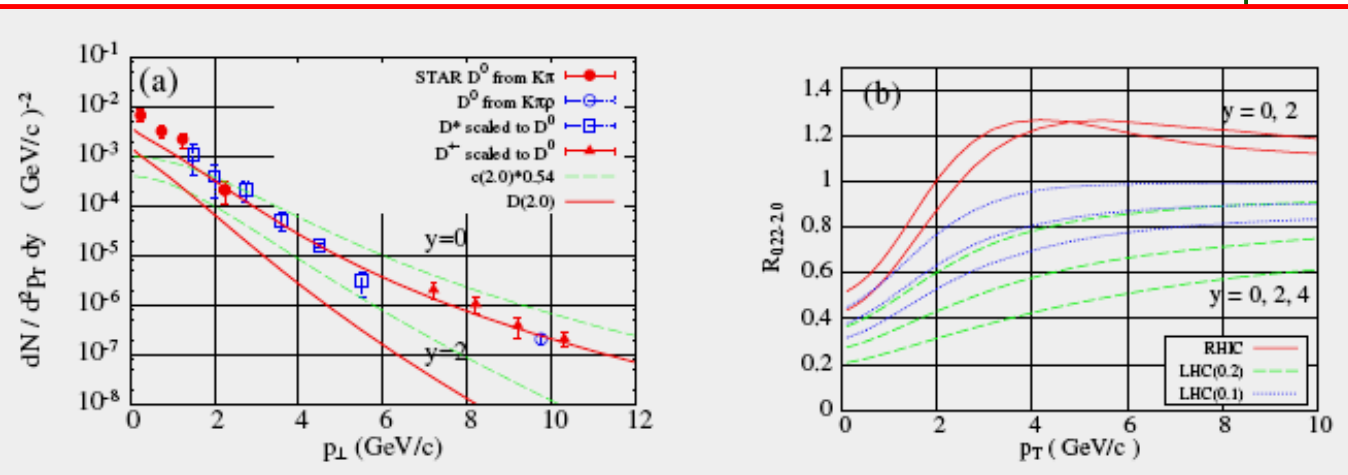 10^-1
10^-2
10^-3
10^-4
10^-5
10^-6
10^-7
10^-8
dN / d²p_T dy ( GeV/c )^-2
(a)
STAR D⁰ from Kπ
D⁰ from Kπρ
D* scaled to D⁰
D⁺ scaled to D⁰
c(2.0)*0.54
D(2.0)
y=0
y=2
0 2 4 6 8 10 12
p⊥ (GeV/c)
1.4
1.2
1
0.8
0.6
0.4
0.2
0
R_0.22-2.0
(b)
y = 0, 2
y = 0, 2, 4
RHIC
LHC(0.2)
LHC(0.1)
0 2 4 6 8 10
p_T ( GeV/c )